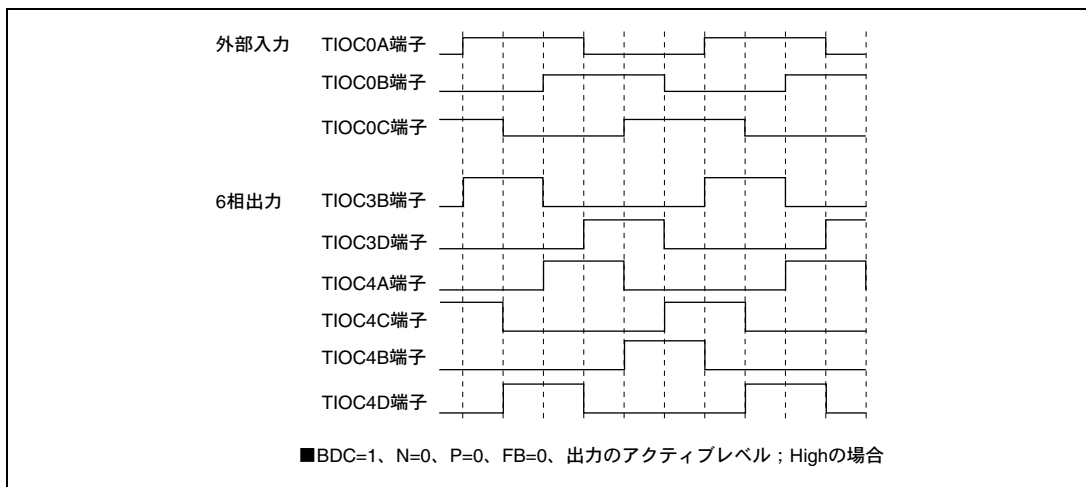 外部入力 TIOC0A端子
TIOC0B端子
TIOC0C端子
6相出力 TIOC3B端子
TIOC3D端子
TIOC4A端子
TIOC4C端子
TIOC4B端子
TIOC4D端子
■BDC=1、N=0、P=0、FB=0、出力のアクティブレベル；Highの場合